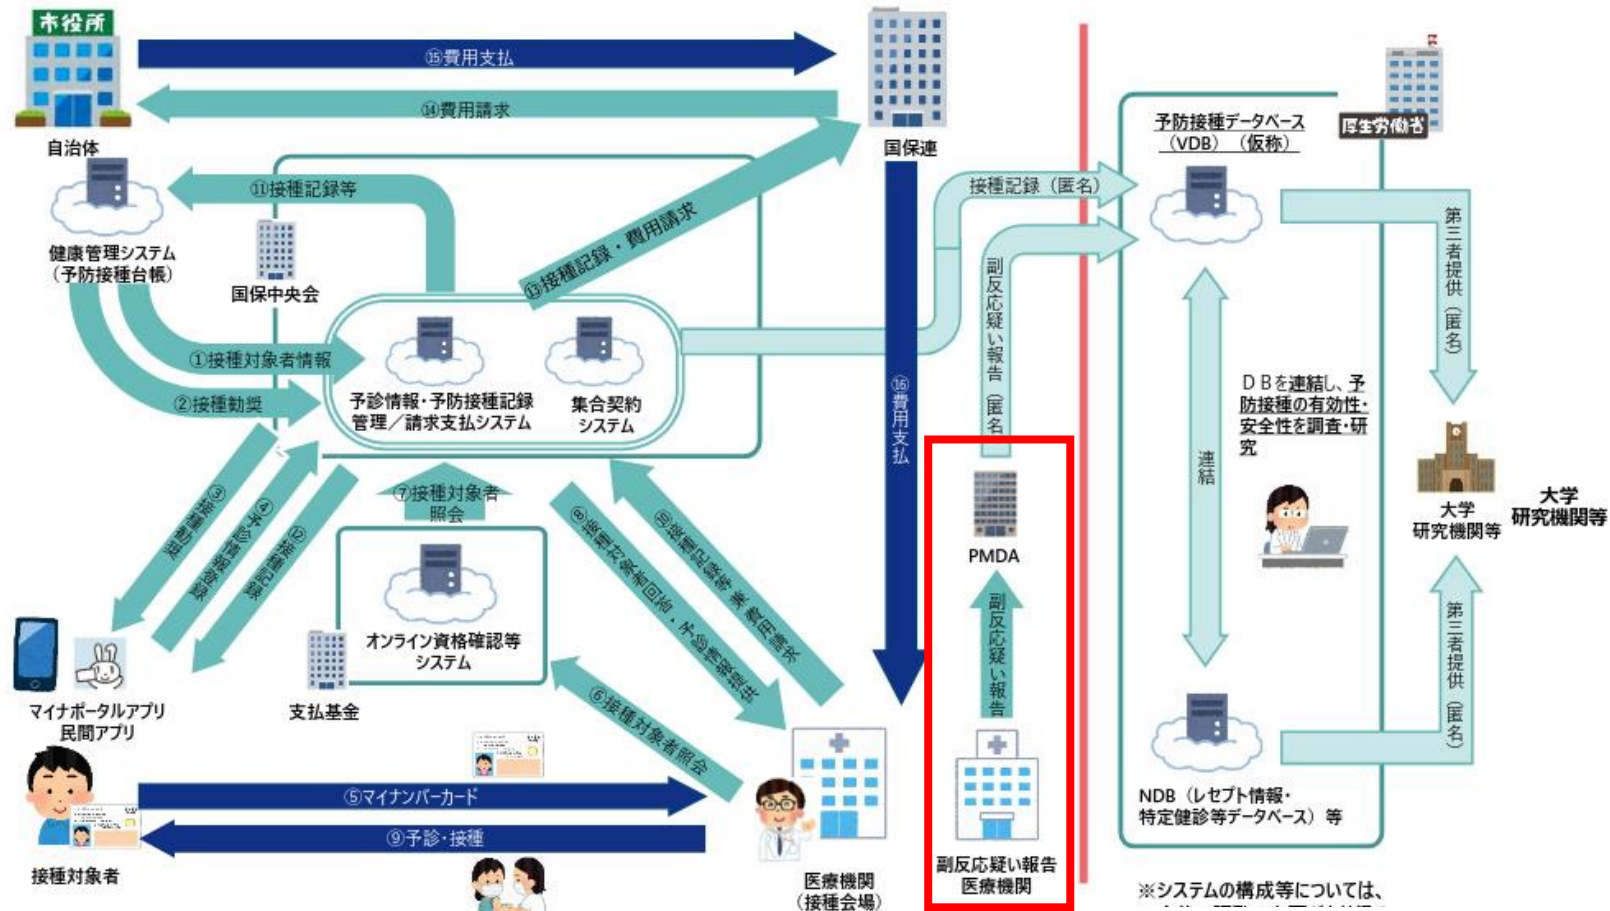 市役所
⑮費用支払
⑭費用請求
自治体
国保連
⑪接種記録等
健康管理システム
（予防接種台帳）
国保中央会
⑬接種記録・費用請求
①接種対象者情報
②接種勧奨
予診情報・予防接種記録
管理／請求支払システム
集合契約
システム
③接種勧奨
④予診情報登録
⑫接種記録
⑦接種対象者
照会
⑧接種対象者回答・予診情報提供
⑩接種記録等兼費用請求
⑯費用支払
オンライン資格確認等
システム
支払基金
⑥接種対象者照会
マイナポータルアプリ
民間アプリ
⑤マイナンバーカード
⑨予診・接種
接種対象者
医療機関
（接種会場）
接種記録（匿名）
副反応疑い報告（匿名
PMDA
副反応疑い報告
副反応疑い報告
医療機関
厚生労働省
予防接種データベース
（VDB）（仮称）
第三者提供（匿名）
連結
ＤＢを連結し、予
防接種の有効性・
安全性を調査・研
究
大学
研究機関等
大学
研究機関等
第三者提供（匿名）
NDB（レセプト情報・
特定健診等データベース）等
※システムの構成等については、